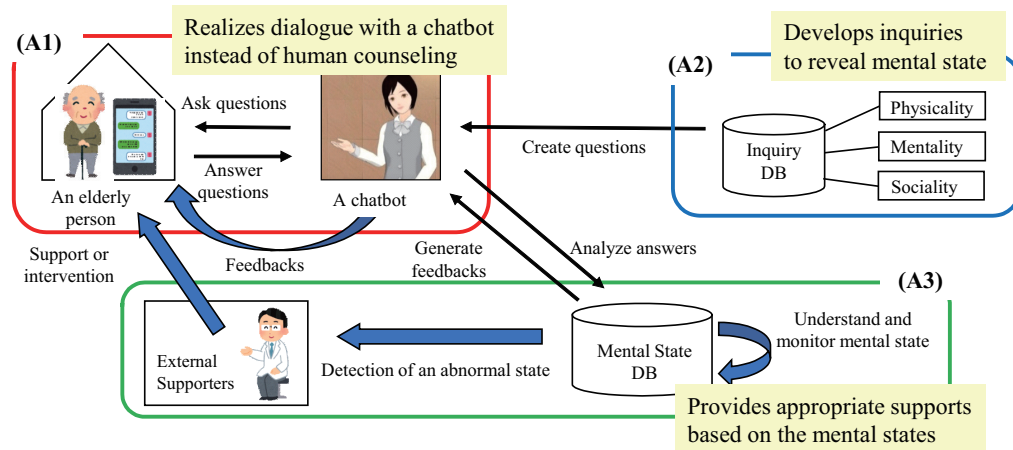 (A1)
Realizes dialogue with a chatbot
instead of human counseling
Ask questions
Answer
questions
An elderly
person
A chatbot
Feedbacks
Create questions
(A2)
Develops inquiries
to reveal mental state
Inquiry
DB
Physicality
Mentality
Sociality
Support or
intervention
Generate
feedbacks
Analyze answers
(A3)
External
Supporters
Detection of an abnormal state
Mental State
DB
Understand and
monitor mental state
Provides appropriate supports
based on the mental states